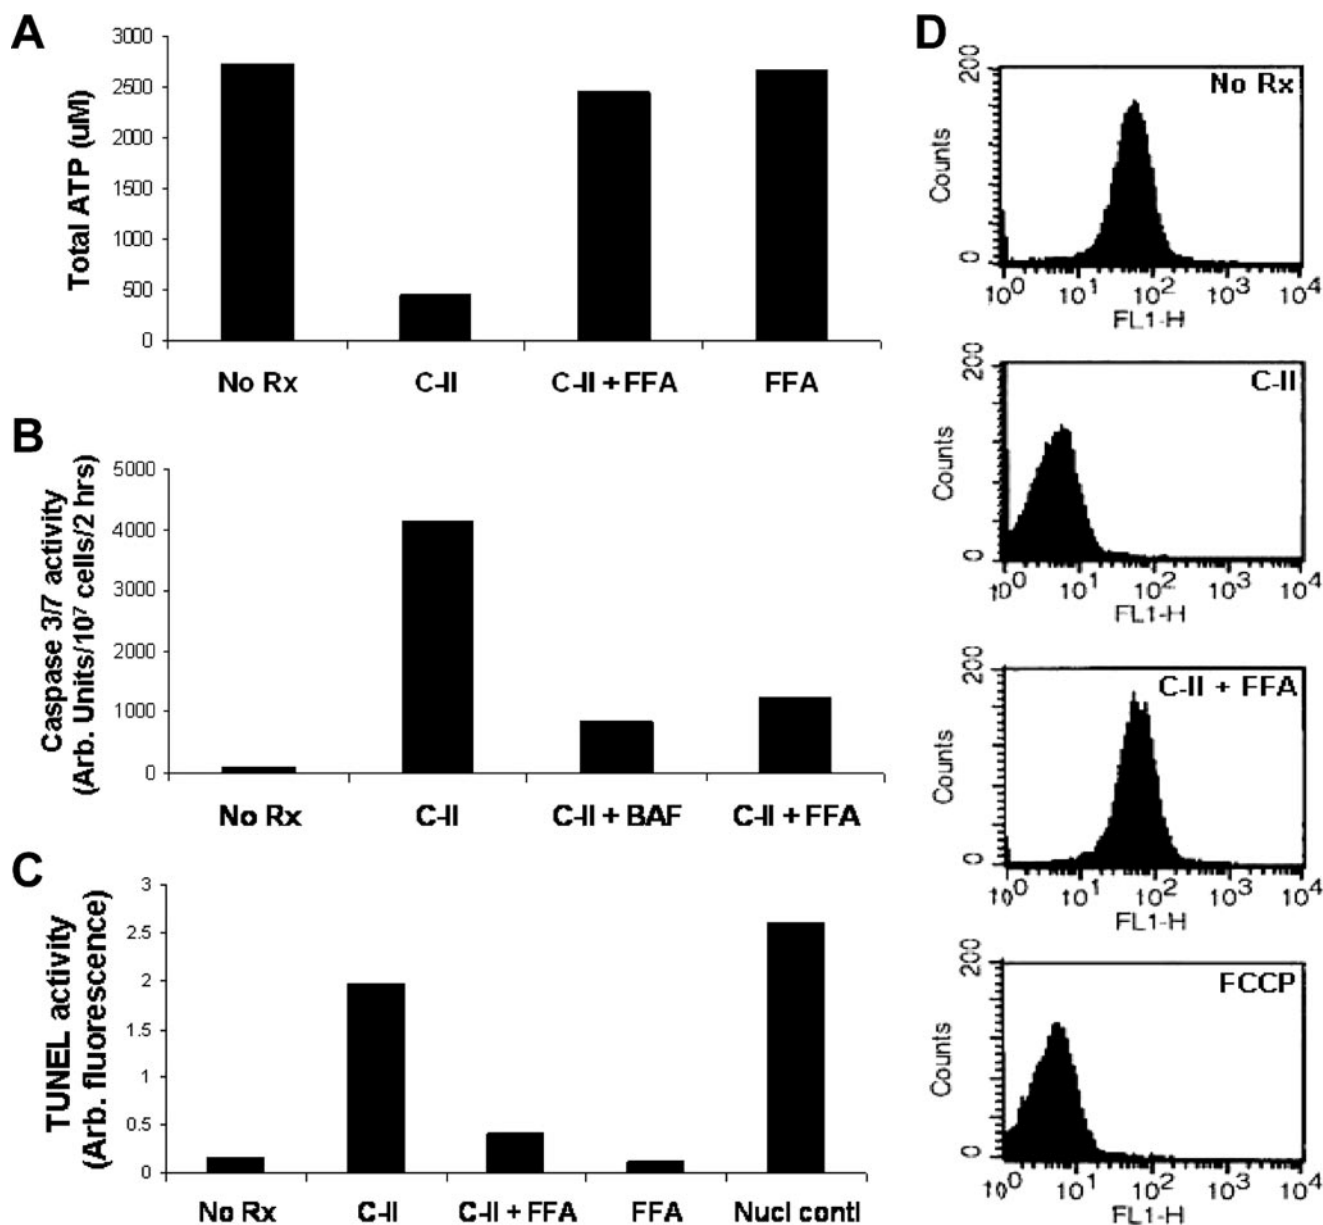 A
Total ATP (uM)
3000
2500
2000
1500
1000
500
0
No Rx C-II C-II + FFA FFA
B
Caspase 3/7 activity
(Arb. Units/10⁷ cells/2 hrs)
5000
4000
3000
2000
1000
0
No Rx C-II C-II + BAF C-II + FFA
C
TUNEL activity
(Arb. fluorescence)
3
2.5
2
1.5
1
0.5
0
No Rx C-II C-II + FFA FFA Nucl contl
D
No Rx
200
Counts
0
10⁰ 10¹ 10² 10³ 10⁴
FL1-H
C-II
200
Counts
0
10⁰ 10¹ 10² 10³ 10⁴
FL1-H
C-II + FFA
200
Counts
0
10⁰ 10¹ 10² 10³ 10⁴
FL1-H
FCCP
200
Counts
0
10⁰ 10¹ 10² 10³ 10⁴
FL1-H